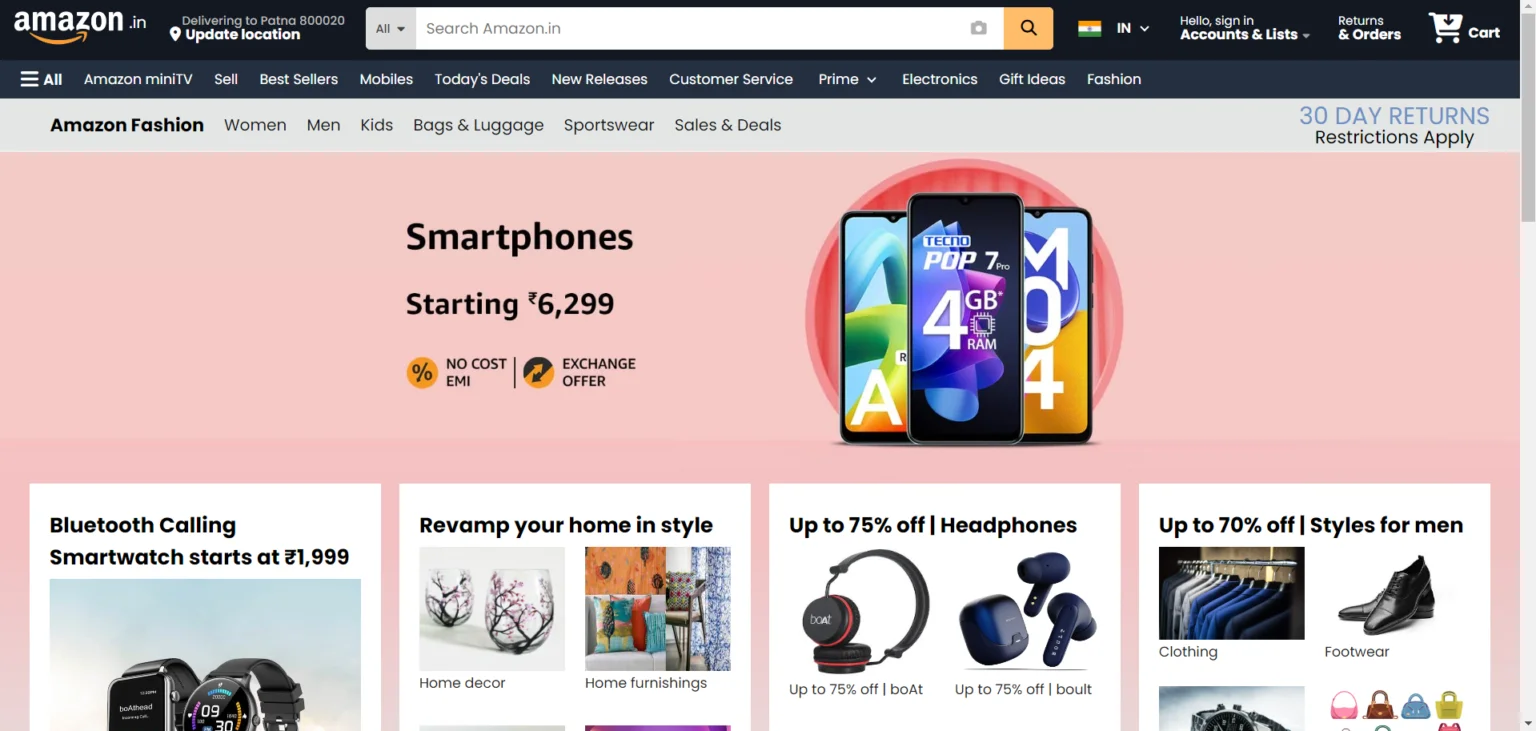 amazon.in
Delivering to Patna 800020
Update location
All
Search Amazon.in
IN
Hello, sign in
Accounts & Lists
Returns
& Orders
Cart
All Amazon miniTV Sell Best Sellers Mobiles Today's Deals New Releases Customer Service Prime Electronics Gift Ideas Fashion
Amazon Fashion Women Men Kids Bags & Luggage Sportswear Sales & Deals
30 DAY RETURNS
Restrictions Apply
Smartphones
Starting ₹6,299
NO COST
EMI
EXCHANGE
OFFER
A
R
TECNO
POP 7 Pro
4 GB*
RAM
M
0
4
Bluetooth Calling
Smartwatch starts at ₹1,999
boAthead
09
30
Revamp your home in style
Home decor
Home furnishings
Up to 75% off | Headphones
boAt
BOULT
Up to 75% off | boAt
Up to 75% off | boult
Up to 70% off | Styles for men
Clothing
Footwear